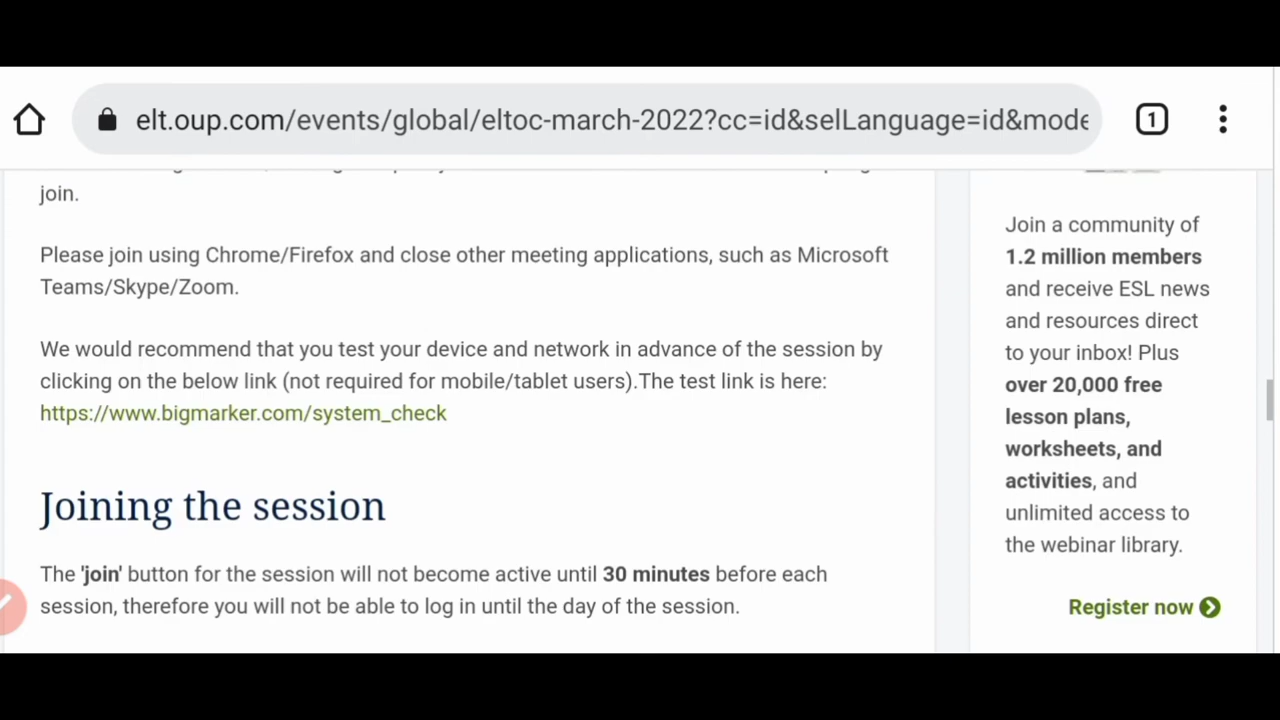 elt.oup.com/events/global/eltoc-march-2022?cc=id&selLanguage=id&mode
1
join.
Please join using Chrome/Firefox and close other meeting applications, such as Microsoft
Teams/Skype/Zoom.
We would recommend that you test your device and network in advance of the session by
clicking on the below link (not required for mobile/tablet users).The test link is here:
https://www.bigmarker.com/system_check
Joining the session
The 'join' button for the session will not become active until 30 minutes before each
session, therefore you will not be able to log in until the day of the session.
Join a community of
1.2 million members
and receive ESL news
and resources direct
to your inbox! Plus
over 20,000 free
lesson plans,
worksheets, and
activities, and
unlimited access to
the webinar library.
Register now